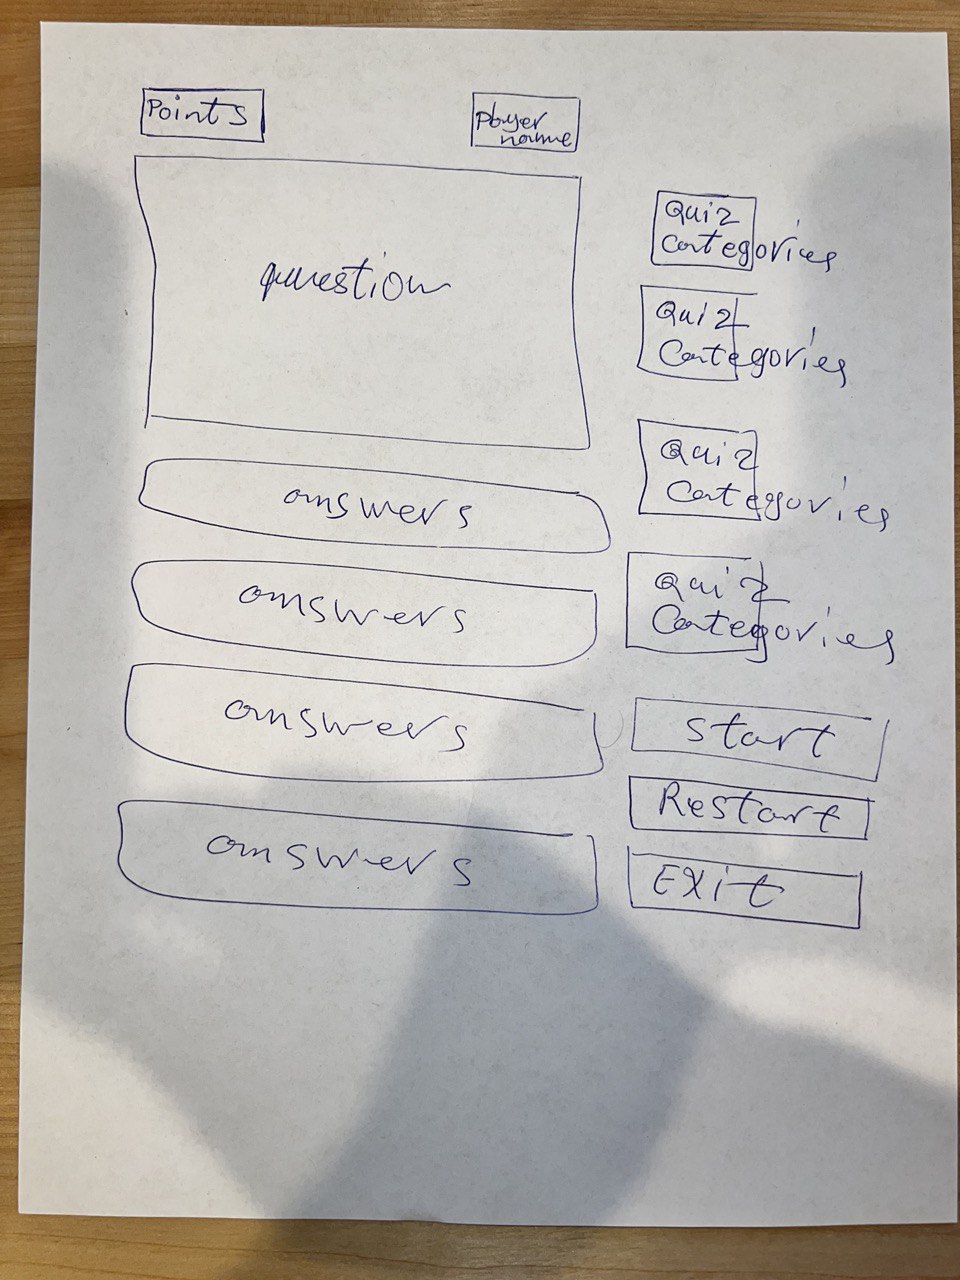 Points
Player
name
question
Quiz
Categories
Quiz
Categories
Quiz
Categories
Quiz
Categories
answers
answers
answers
answers
Start
Restart
Exit